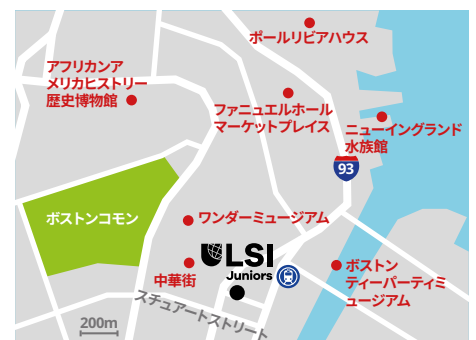 ポールリビアハウス
アフリカンア
メリカヒストリー
歴史博物館
ファニュエルホール
マーケットプレイス
ニューイングランド
水族館
93
ボストンコモン
ワンダーミュージアム
LSI
Juniors
中華街
ボストン
ティーパーティミ
ュージアム
スチュアートストリート
200m